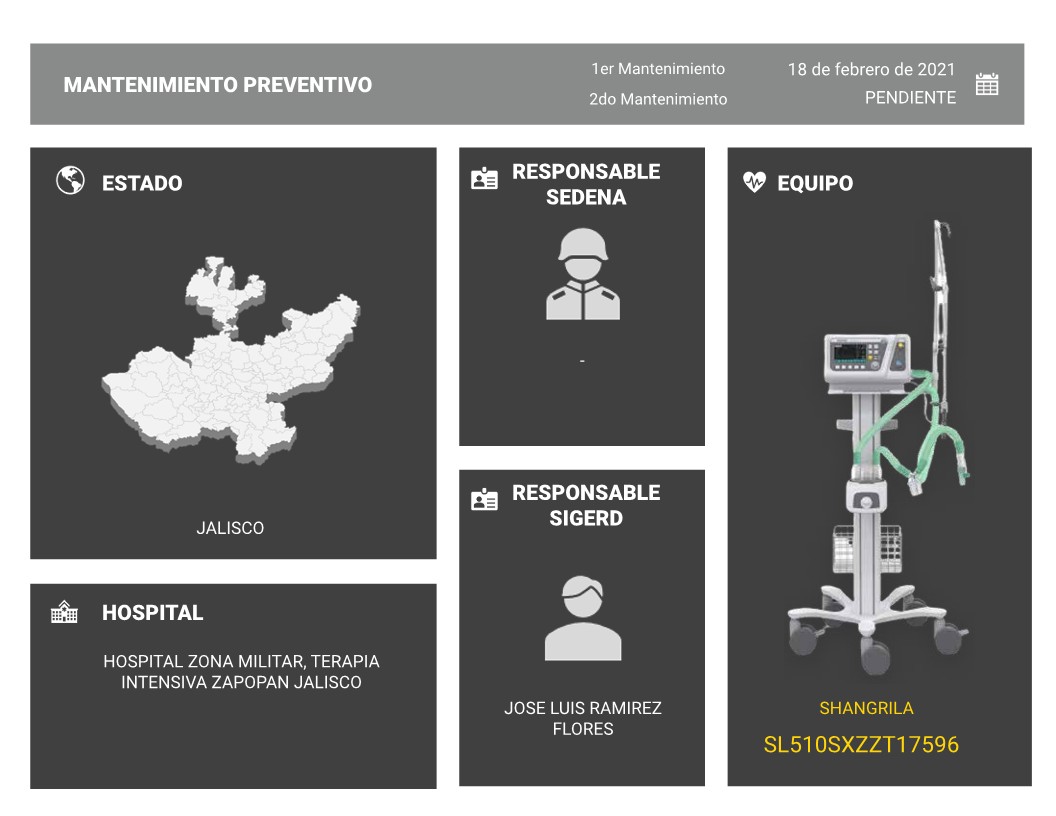 MANTENIMIENTO PREVENTIVO
1er Mantenimiento
18 de febrero de 2021
2do Mantenimiento
PENDIENTE
ESTADO
JALISCO
HOSPITAL
HOSPITAL ZONA MILITAR, TERAPIA
INTENSIVA ZAPOPAN JALISCO
RESPONSABLE
SEDENA
-
RESPONSABLE
SIGERD
JOSE LUIS RAMIREZ
FLORES
EQUIPO
SHANGRILA
SL510SXZZT17596